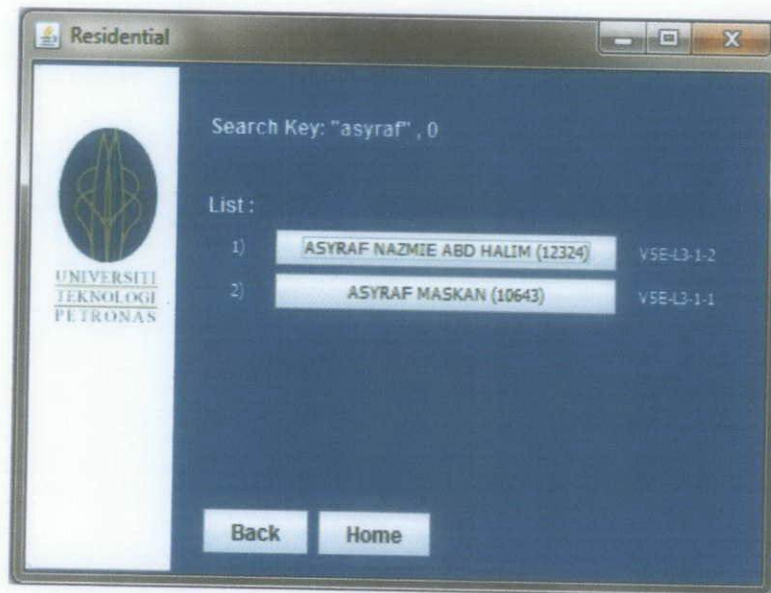 Residential
Search Key: "asyraf" , 0
List :
1) ASYRAF NAZMIE ABD HALIM (12324) V5E-L3-1-2
2) ASYRAF MASKAN (10643) V5E-L3-1-1
UNIVERSITI
TEKNOLOGI
PETRONAS
Back Home